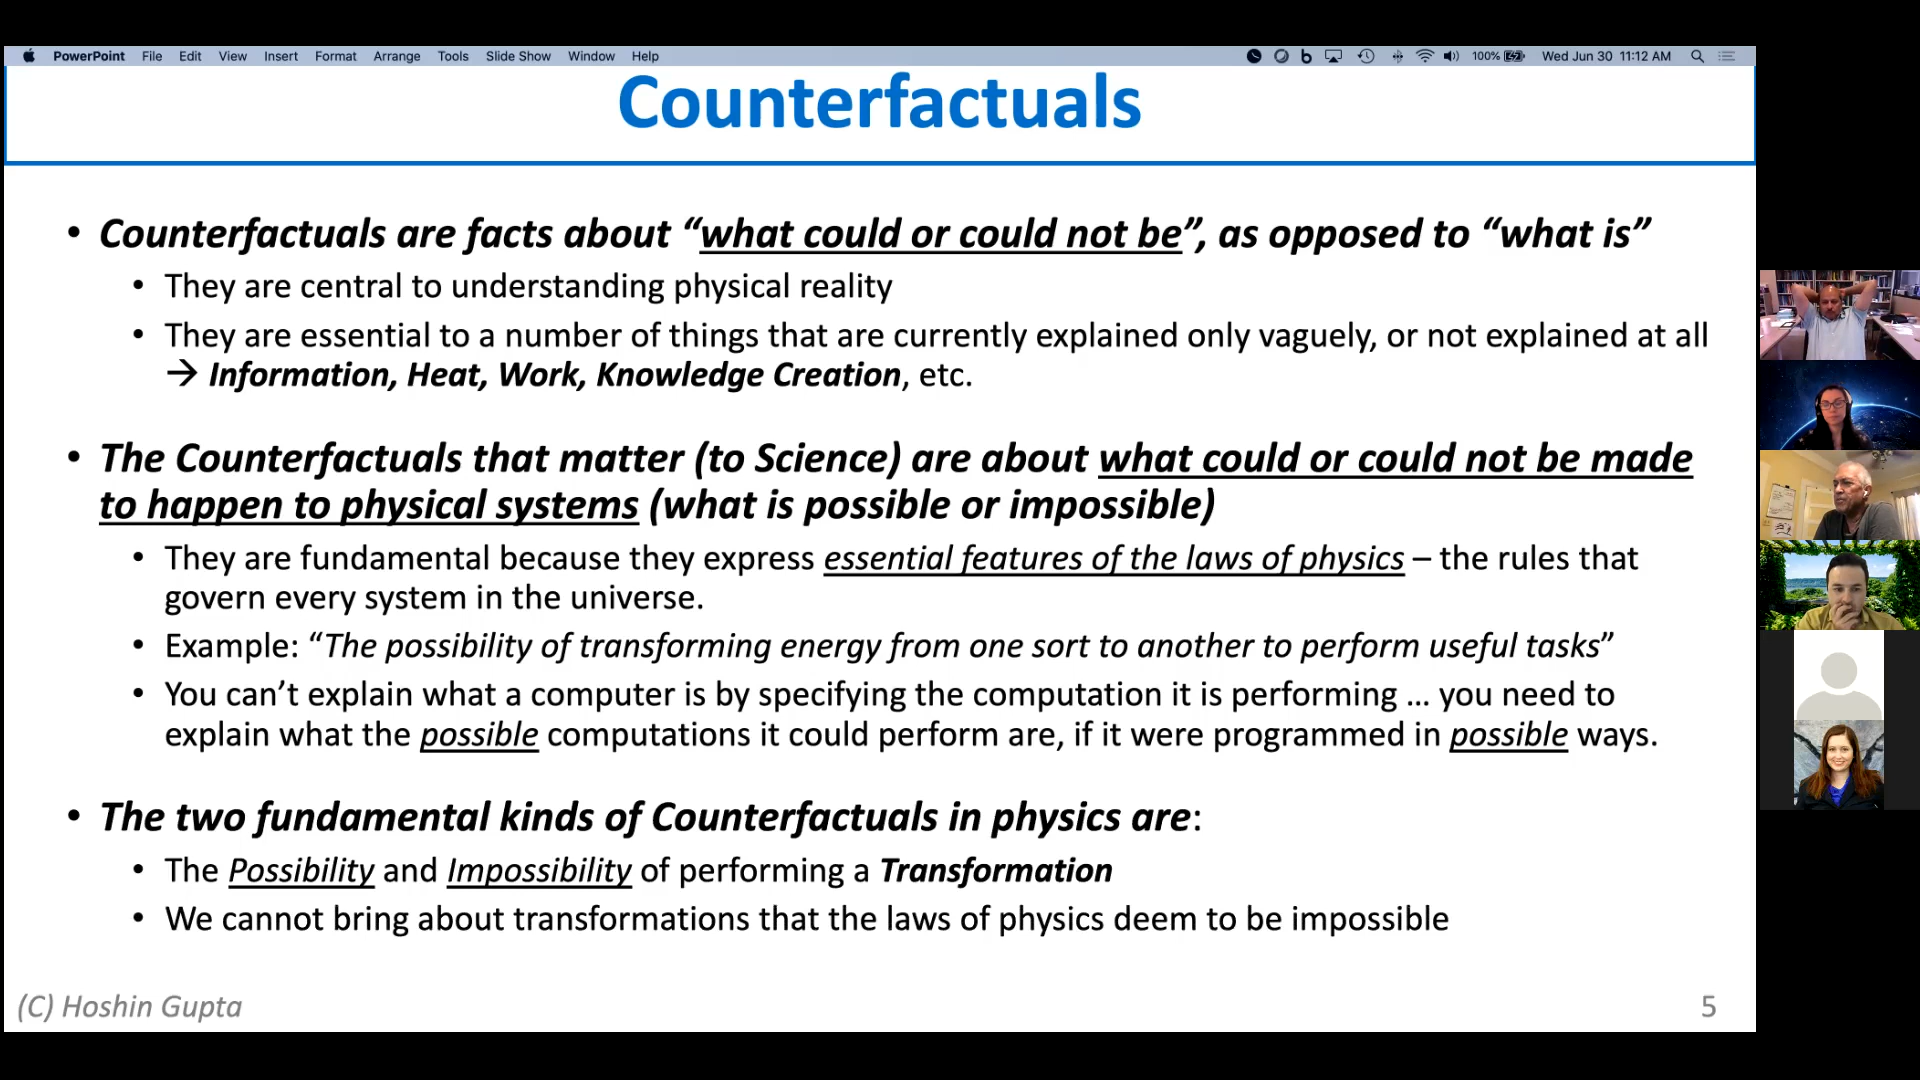 PowerPoint File Edit View Insert Format Arrange Tools Slide Show Window Help 100% Wed Jun 30 11:12 AM
Counterfactuals
• Counterfactuals are facts about “what could or could not be”, as opposed to “what is”
• They are central to understanding physical reality
• They are essential to a number of things that are currently explained only vaguely, or not explained at all
→ Information, Heat, Work, Knowledge Creation, etc.
• The Counterfactuals that matter (to Science) are about what could or could not be made
to happen to physical systems (what is possible or impossible)
• They are fundamental because they express essential features of the laws of physics – the rules that
govern every system in the universe.
• Example: “The possibility of transforming energy from one sort to another to perform useful tasks”
• You can’t explain what a computer is by specifying the computation it is performing … you need to
explain what the possible computations it could perform are, if it were programmed in possible ways.
• The two fundamental kinds of Counterfactuals in physics are:
• The Possibility and Impossibility of performing a Transformation
• We cannot bring about transformations that the laws of physics deem to be impossible
(C) Hoshin Gupta
5